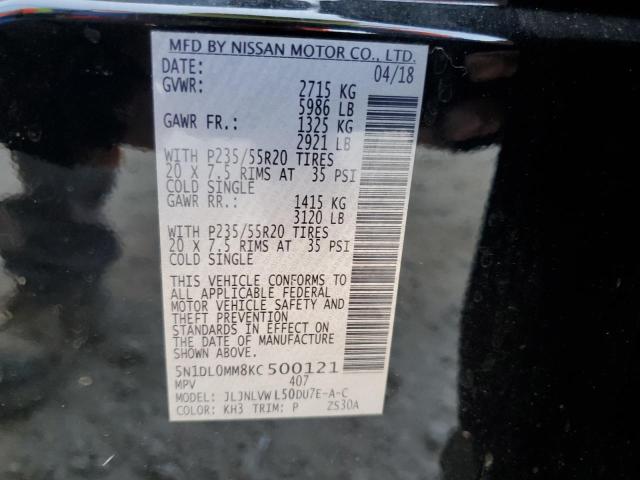 MFD BY NISSAN MOTOR CO., LTD.
DATE: 04/18
GVWR: 2715 KG
5986 LB
GAWR FR.: 1325 KG
2921 LB
WITH P235/55R20 TIRES
20 X 7.5 RIMS AT 35 PSI
COLD SINGLE
GAWR RR.: 1415 KG
3120 LB
WITH P235/55R20 TIRES
20 X 7.5 RIMS AT 35 PSI
COLD SINGLE
THIS VEHICLE CONFORMS TO
ALL APPLICABLE FEDERAL
MOTOR VEHICLE SAFETY AND
THEFT PREVENTION
STANDARDS IN EFFECT ON
THE DATE OF MANUFACTURE
SHOWN ABOVE.
5N1DL0MM8KC500121
MPV 407
MODEL: JLJNLVWL50DU7E-A-C
COLOR: KH3 TRIM: P ZS30A